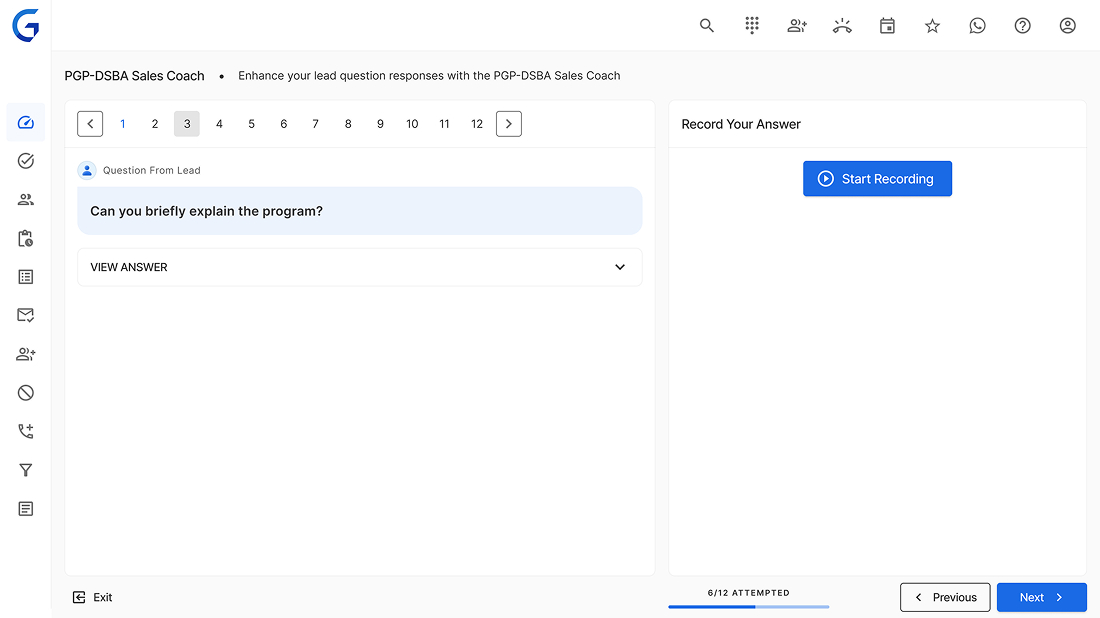 PGP-DSBA Sales Coach • Enhance your lead question responses with the PGP-DSBA Sales Coach
1 2 3 4 5 6 7 8 9 10 11 12
Question From Lead
Can you briefly explain the program?
VIEW ANSWER
Record Your Answer
Start Recording
Exit
6/12 ATTEMPTED
Previous
Next